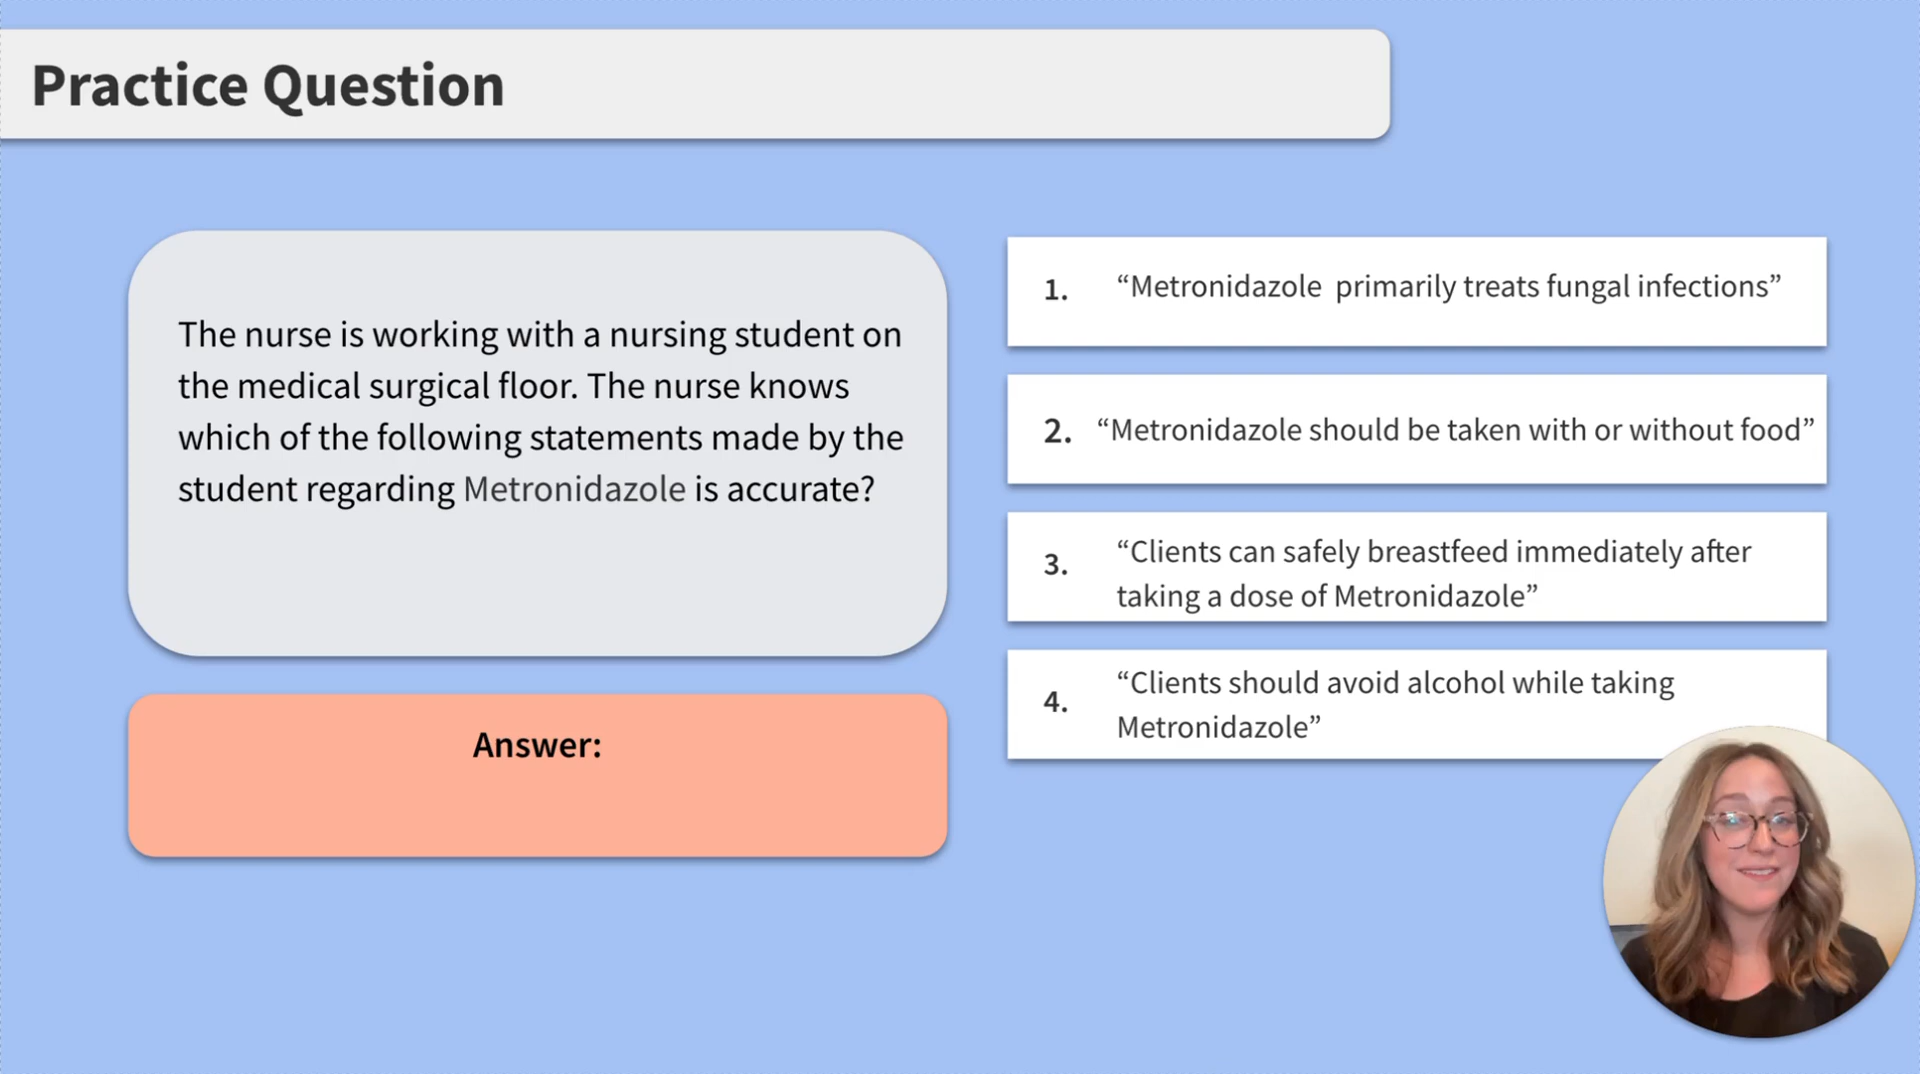 Practice Question
The nurse is working with a nursing student on
the medical surgical floor. The nurse knows
which of the following statements made by the
student regarding Metronidazole is accurate?
Answer:
1. “Metronidazole primarily treats fungal infections”
2. “Metronidazole should be taken with or without food”
3. “Clients can safely breastfeed immediately after
taking a dose of Metronidazole”
4. “Clients should avoid alcohol while taking
Metronidazole”